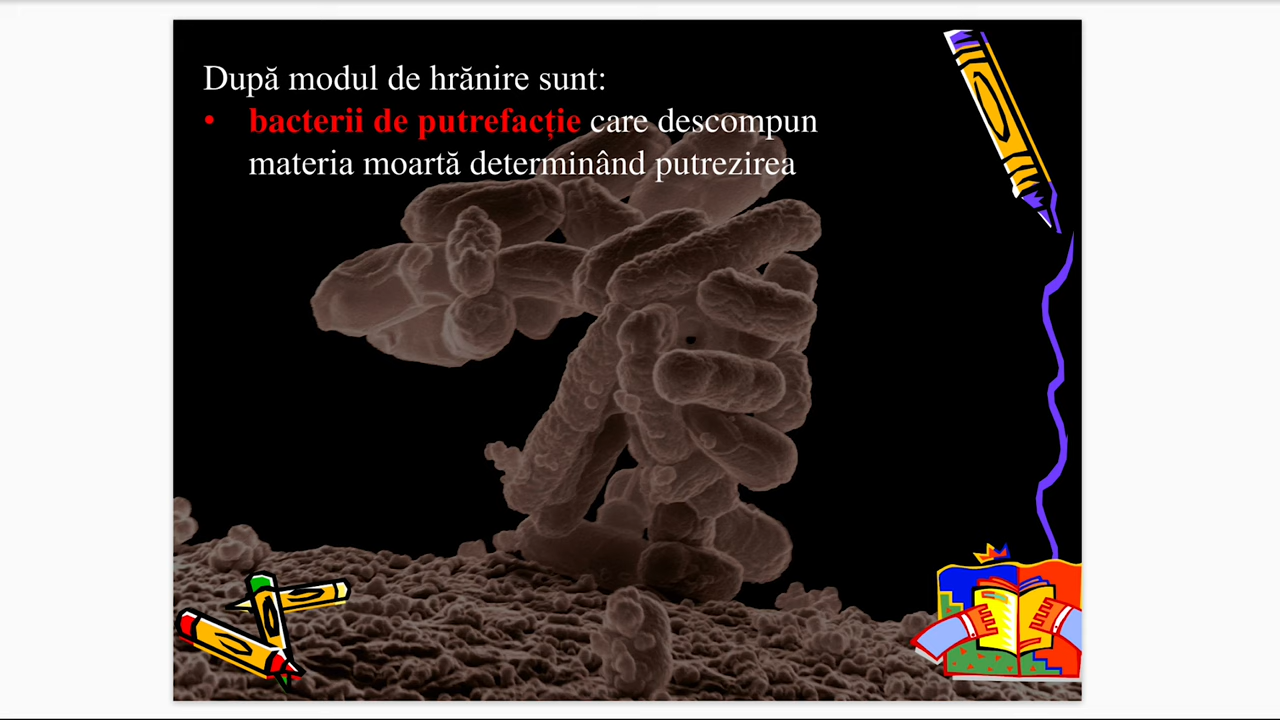 După modul de hrănire sunt:
• bacterii de putrefacție care descompun
materia moartă determinând putrezirea